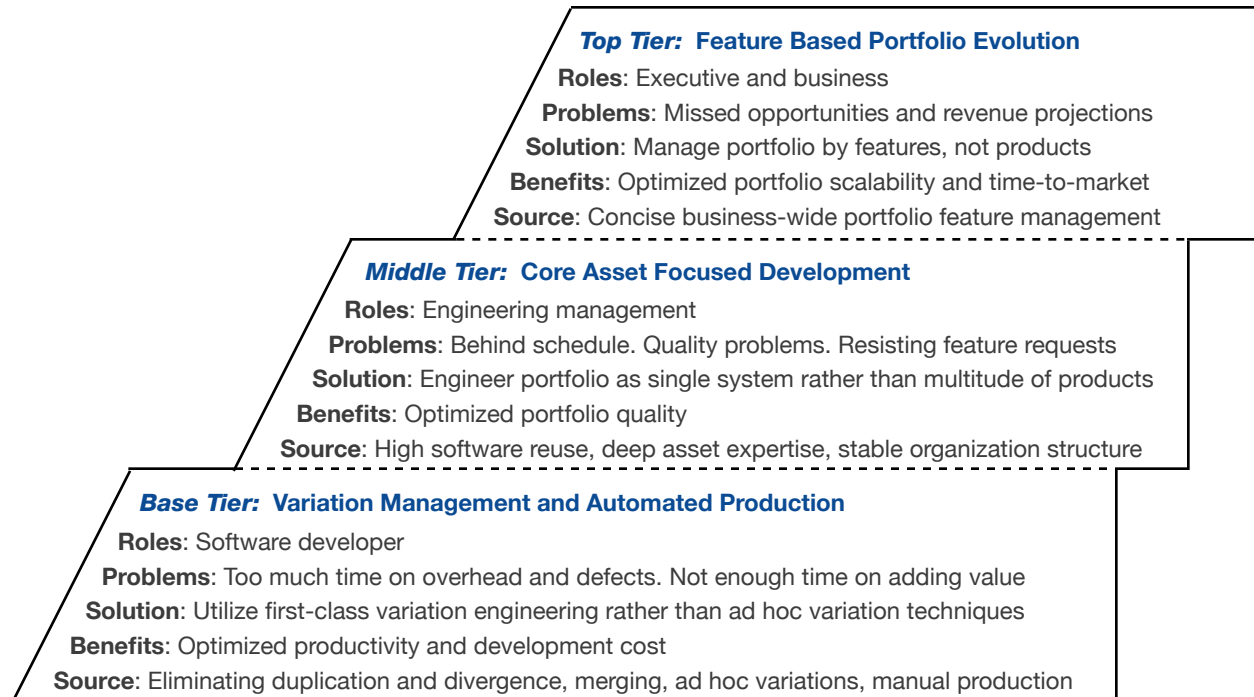 Top Tier: Feature Based Portfolio Evolution
Roles: Executive and business
Problems: Missed opportunities and revenue projections
Solution: Manage portfolio by features, not products
Benefits: Optimized portfolio scalability and time-to-market
Source: Concise business-wide portfolio feature management
Middle Tier: Core Asset Focused Development
Roles: Engineering management
Problems: Behind schedule. Quality problems. Resisting feature requests
Solution: Engineer portfolio as single system rather than multitude of products
Benefits: Optimized portfolio quality
Source: High software reuse, deep asset expertise, stable organization structure
Base Tier: Variation Management and Automated Production
Roles: Software developer
Problems: Too much time on overhead and defects. Not enough time on adding value
Solution: Utilize first-class variation engineering rather than ad hoc variation techniques
Benefits: Optimized productivity and development cost
Source: Eliminating duplication and divergence, merging, ad hoc variations, manual production